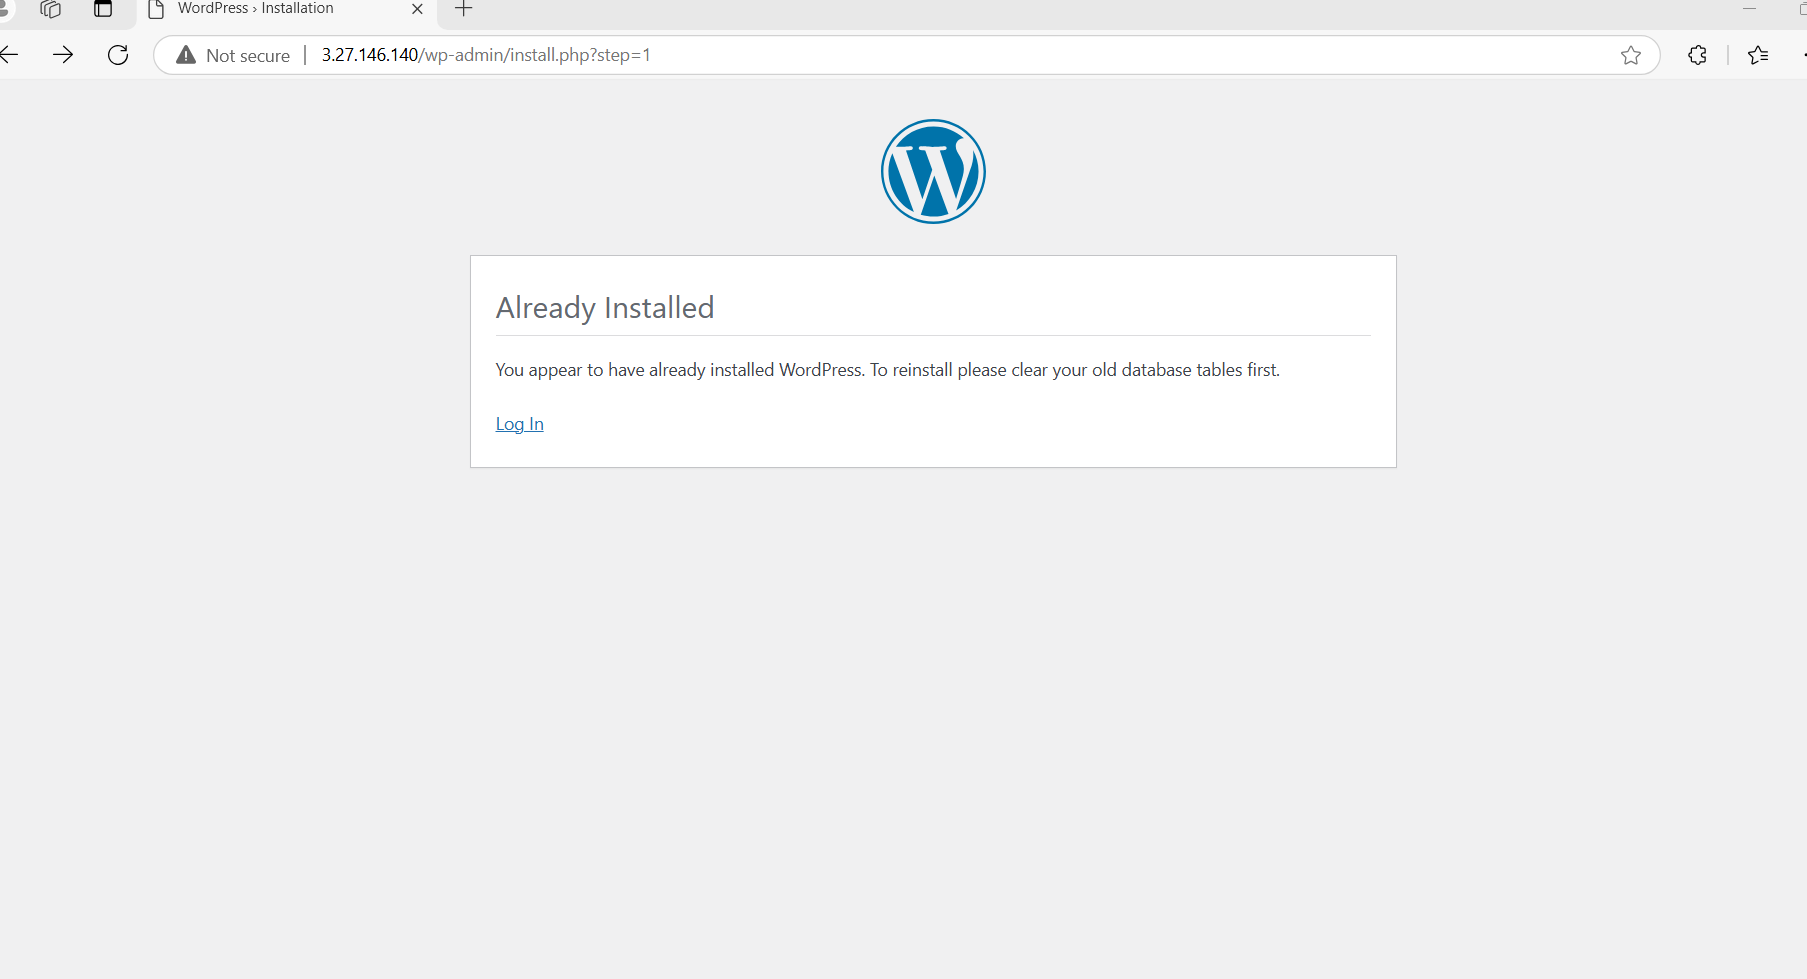 WordPress › Installation
Not secure
3.27.146.140/wp-admin/install.php?step=1
Already Installed
You appear to have already installed WordPress. To reinstall please clear your old database tables first.
Log In